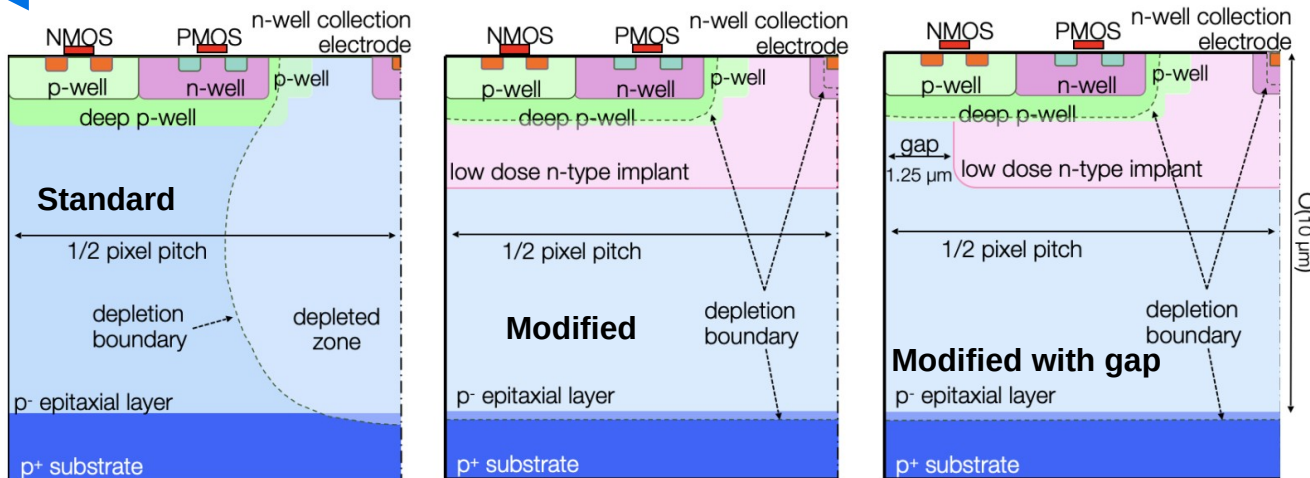 NMOS
PMOS
n-well collection
electrode
p-well
n-well
p-well
deep p-well
Standard
1/2 pixel pitch
depletion
boundary
depleted
zone
p- epitaxial layer
p+ substrate
NMOS
PMOS
n-well collection
electrode
p-well
n-well
p-well
deep p-well
low dose n-type implant
1/2 pixel pitch
Modified
depletion
boundary
p- epitaxial layer
p+ substrate
NMOS
PMOS
n-well collection
electrode
p-well
n-well
p-well
deep p-well
gap
1.25 µm
low dose n-type implant
O(10 µm)
1/2 pixel pitch
depletion
boundary
Modified with gap
p- epitaxial layer
p+ substrate